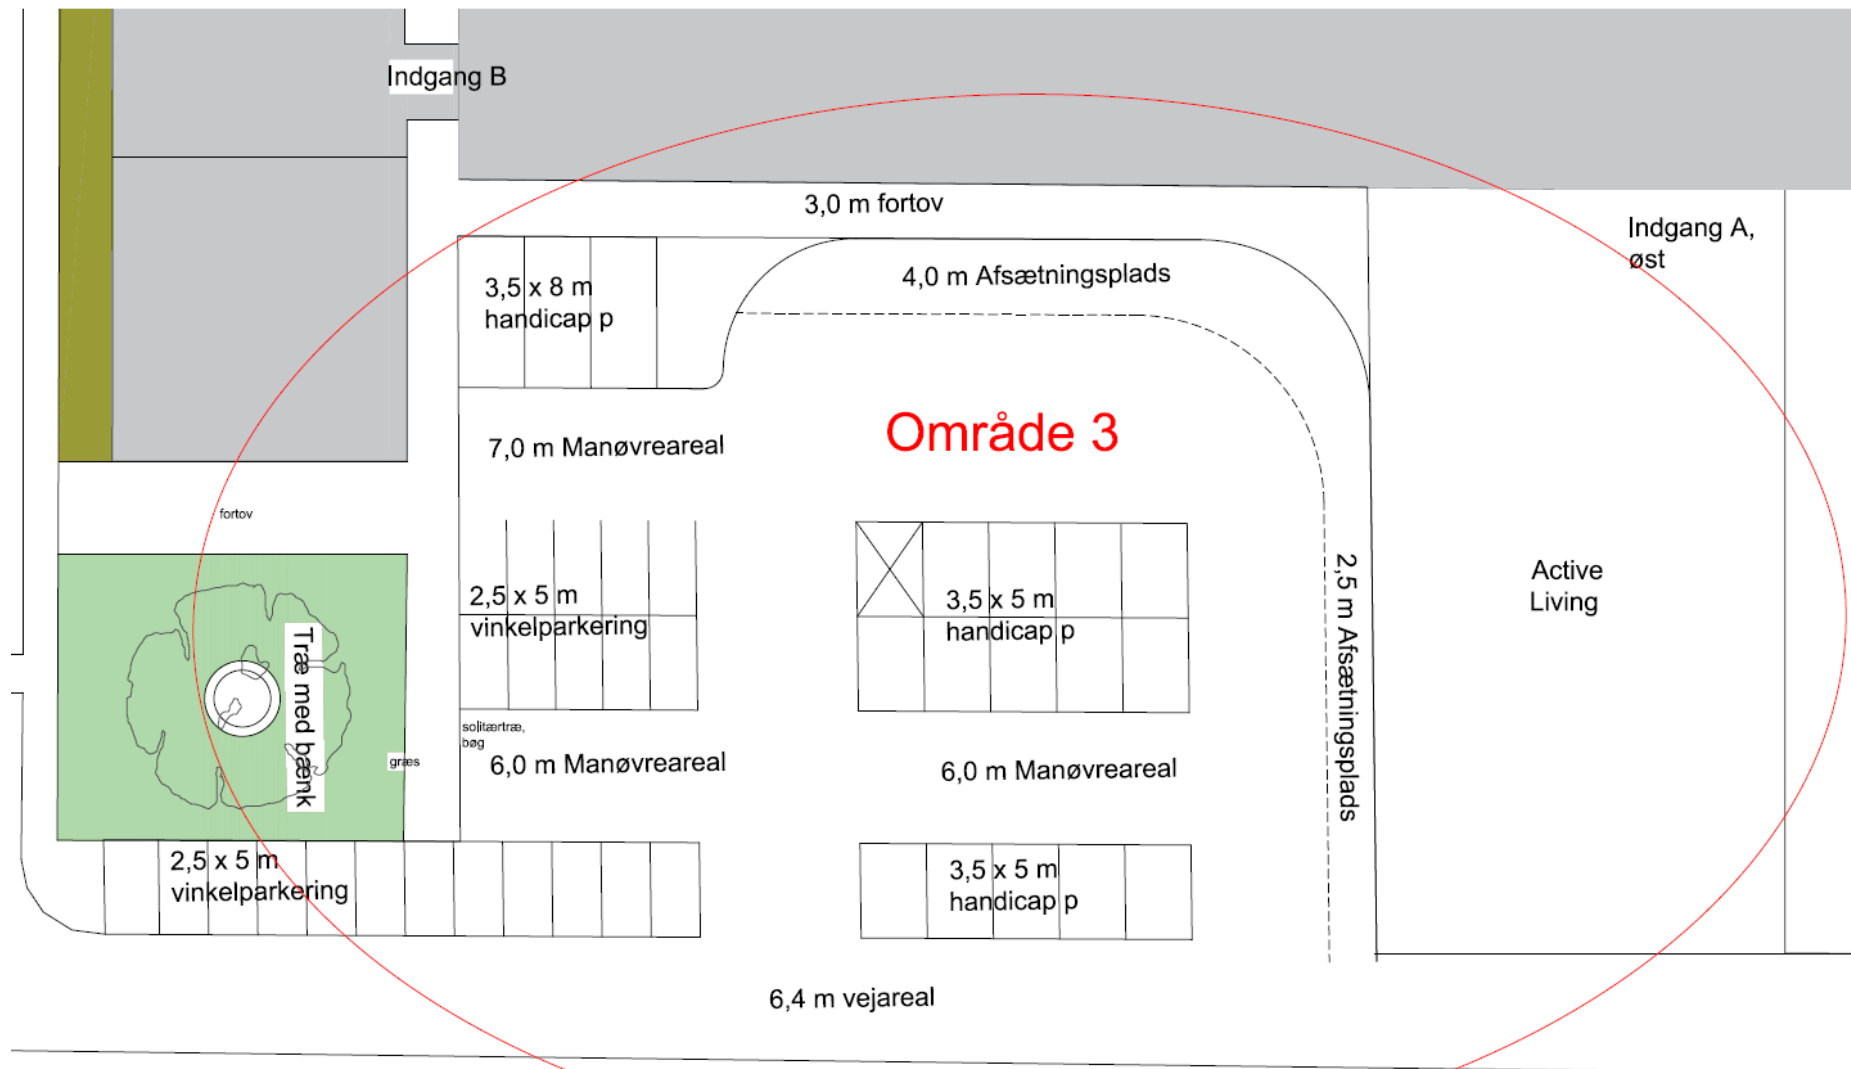 Indgang B
3,0 m fortov
Indgang A,
øst
4,0 m Afsætningsplads
3,5 x 8 m
handicap p
Område 3
7,0 m Manøvreareal
fortov
2,5 x 5 m
vinkelparkering
3,5 x 5 m
handicap p
2,5 m Afsætningsplads
Active
Living
Træ med bænk
solitærtræ,
bøg
græs
6,0 m Manøvreareal
6,0 m Manøvreareal
2,5 x 5 m
vinkelparkering
3,5 x 5 m
handicap p
6,4 m vejareal